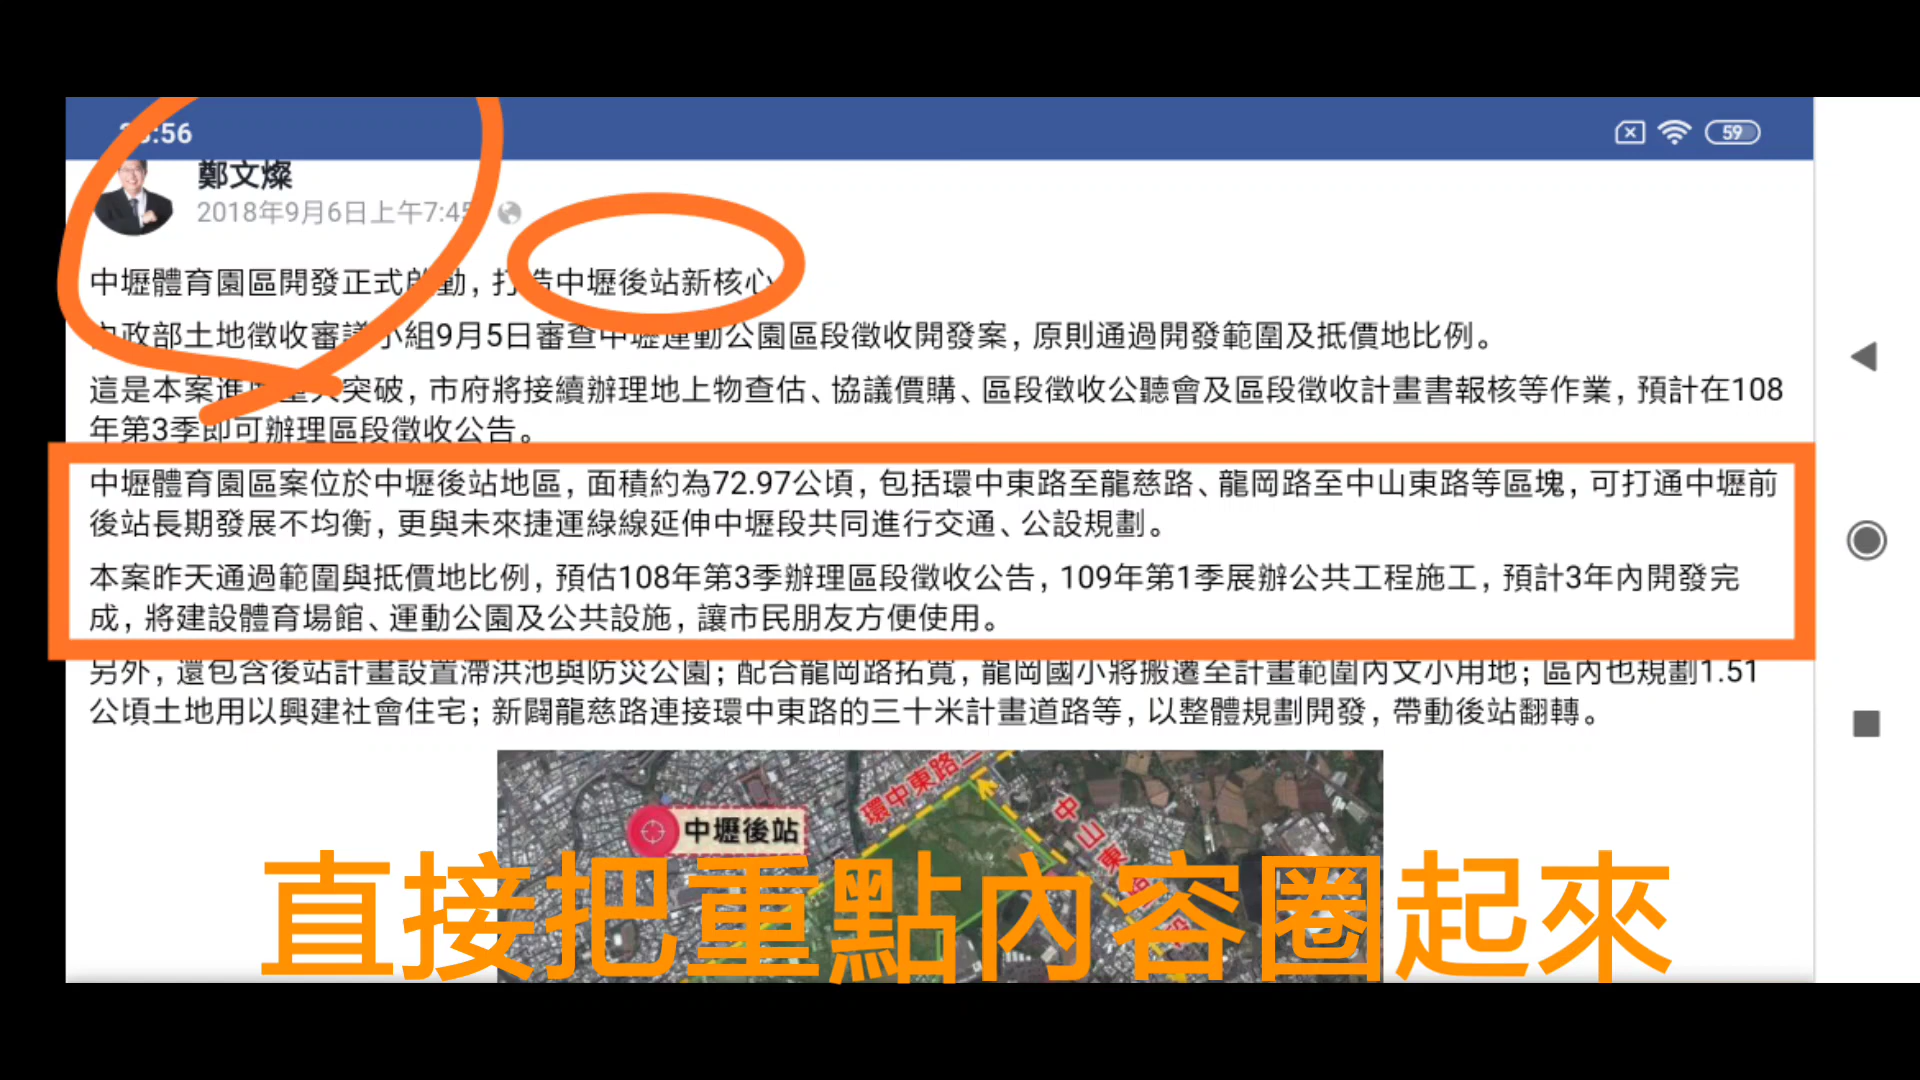 :56
59
鄭文燦
2018年9月6日上午7:45
中壢體育園區開發正式啟動，打造中壢後站新核心
內政部土地徵收審議小組9月5日審查中壢運動公園區段徵收開發案，原則通過開發範圍及抵價地比例。
這是本案進度重大突破，市府將接續辦理地上物查估、協議價購、區段徵收公聽會及區段徵收計畫書報核等作業，預計在108
年第3季即可辦理區段徵收公告。
中壢體育園區案位於中壢後站地區，面積約為72.97公頃，包括環中東路至龍慈路、龍岡路至中山東路等區塊，可打通中壢前
後站長期發展不均衡，更與未來捷運綠線延伸中壢段共同進行交通、公設規劃。
本案昨天通過範圍與抵價地比例，預估108年第3季辦理區段徵收公告，109年第1季展辦公共工程施工，預計3年內開發完
成，將建設體育場館、運動公園及公共設施，讓市民朋友方便使用。
另外，還包含後站計畫設置滯洪池與防災公園；配合龍岡路拓寬，龍岡國小將搬遷至計畫範圍內文小用地；區內也規劃1.51
公頃土地用以興建社會住宅；新闢龍慈路連接環中東路的三十米計畫道路等，以整體規劃開發，帶動後站翻轉。
環中東路二
中壢後站
中山東
直接把重點內容圈起來